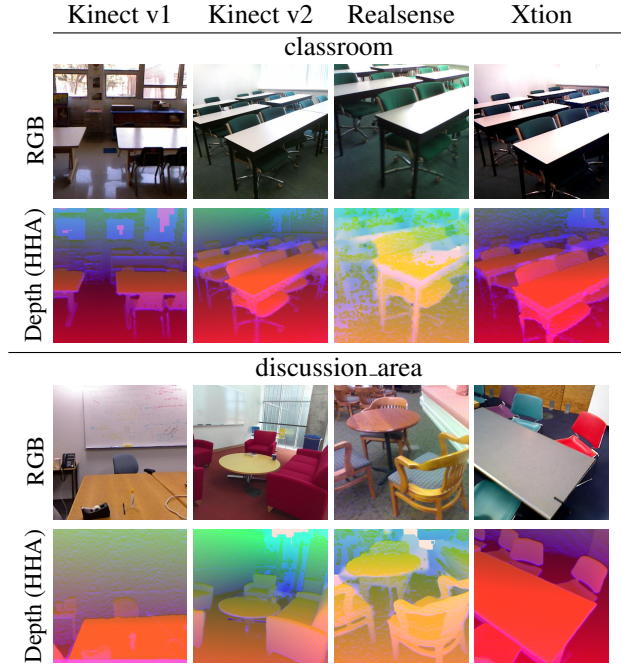 Kinect v1 Kinect v2 Realsense Xtion
classroom
RGB
Depth (HHA)
discussion_area
RGB
Depth (HHA)